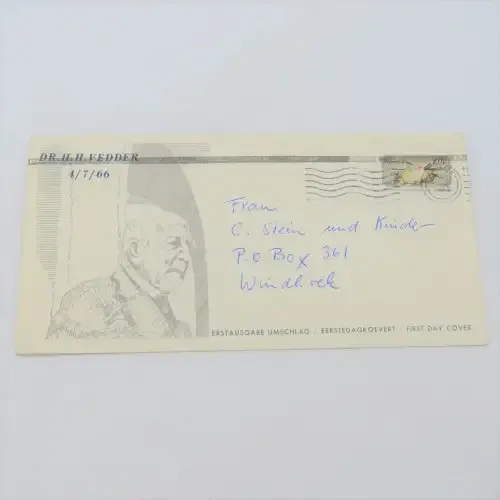 DR. H. H. VEDDER
4/7/66
Frau
C. Stein und Kinder
P.O Box 361
Windhoek
ERSTAUSGABE UMSCHLAG · EERSTEDAGKOEVERT · FIRST DAY COVER